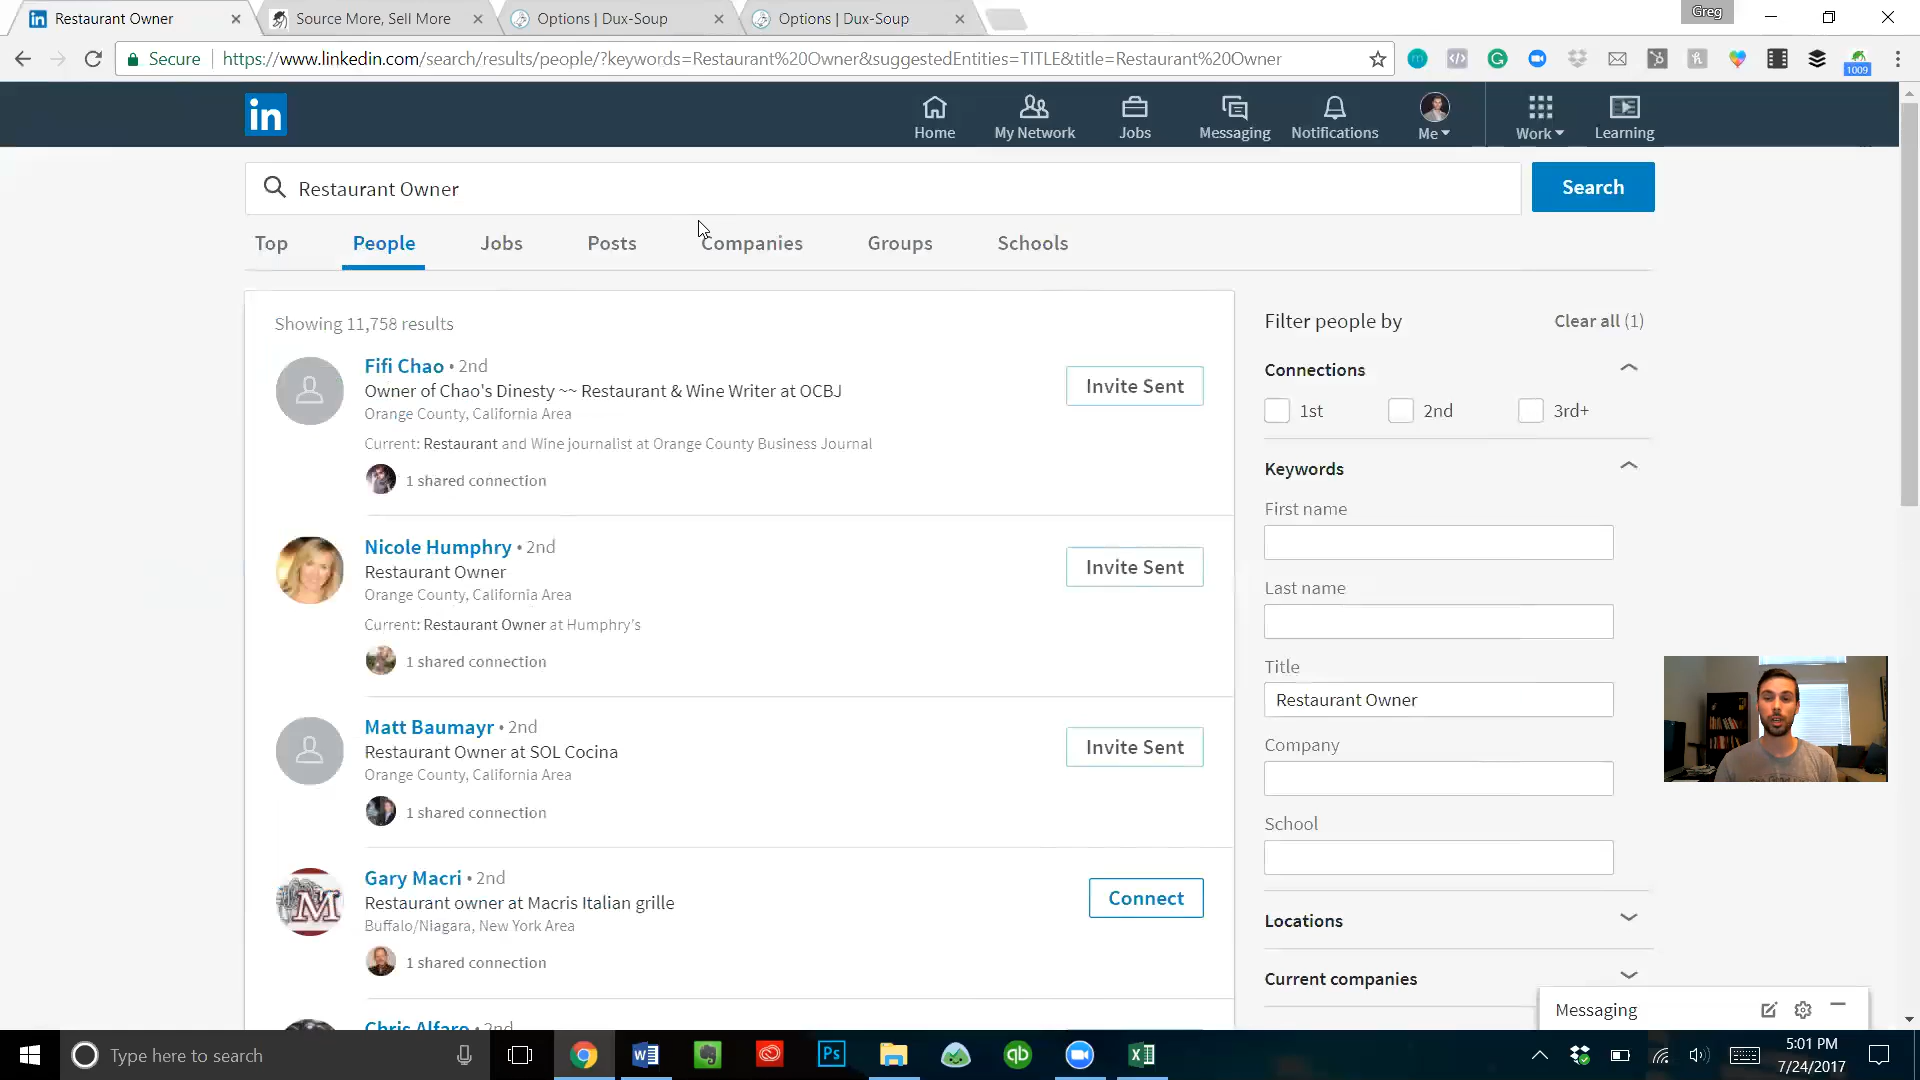 Restaurant Owner
Source More, Sell More
Options | Dux-Soup
Options | Dux-Soup
Greg
Secure
https://www.linkedin.com/search/results/people/?keywords=Restaurant%20Owner&suggestedEntities=TITLE&title=Restaurant%20Owner
1009
in
Home
My Network
Jobs
Messaging
Notifications
Me
Work
Learning
Restaurant Owner
Search
Top
People
Jobs
Posts
Companies
Groups
Schools
Showing 11,758 results
Fifi Chao • 2nd
Owner of Chao's Dinesty ~~ Restaurant & Wine Writer at OCBJ
Orange County, California Area
Current: Restaurant and Wine journalist at Orange County Business Journal
1 shared connection
Invite Sent
Nicole Humphry • 2nd
Restaurant Owner
Orange County, California Area
Current: Restaurant Owner at Humphry's
1 shared connection
Invite Sent
Matt Baumayr • 2nd
Restaurant Owner at SOL Cocina
Orange County, California Area
1 shared connection
Invite Sent
Gary Macri • 2nd
Restaurant owner at Macris Italian grille
Buffalo/Niagara, New York Area
1 shared connection
Connect
Chris Alfaro • 2nd
Filter people by
Clear all (1)
Connections
1st
2nd
3rd+
Keywords
First name
Last name
Title
Restaurant Owner
Company
School
Locations
Current companies
Messaging
Type here to search
Ps
qb
5:01 PM
7/24/2017